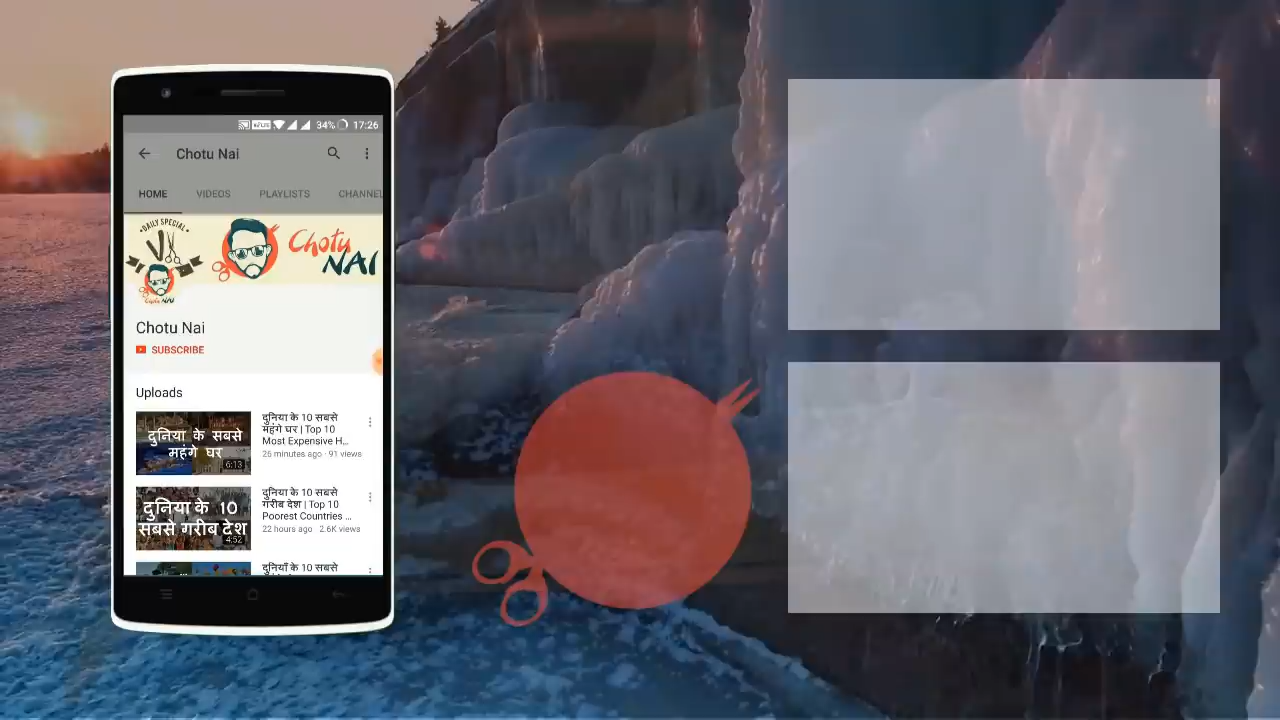 34% 17:26
Chotu Nai
HOME VIDEOS PLAYLISTS CHANNEL
DAILY SPECIAL
Chotu NAI
Chotu
NAI
Chotu Nai
SUBSCRIBE
Uploads
दुनिया के सबसे
महंगे घर
6:13
दुनिया के 10 सबसे
महंगे घर | Top 10
Most Expensive H...
26 minutes ago · 91 views
दुनिया के 10
सबसे गरीब देश
4:52
दुनिया के 10 सबसे
गरीब देश | Top 10
Poorest Countries ...
22 hours ago · 2.6K views
दुनियाँ के 10 सबसे